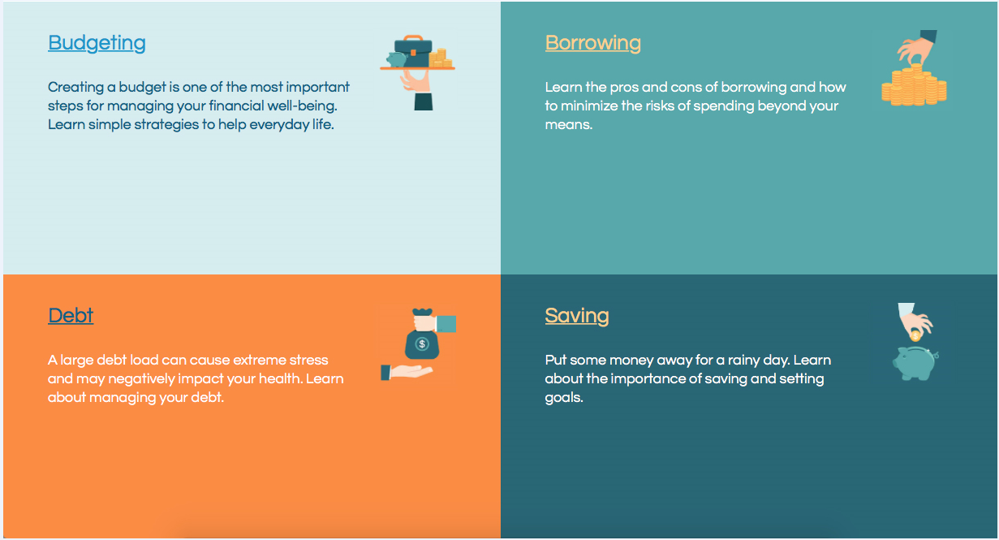 Budgeting
Creating a budget is one of the most important
steps for managing your financial well-being.
Learn simple strategies to help everyday life.
Borrowing
Learn the pros and cons of borrowing and how
to minimize the risks of spending beyond your
means.
Debt
A large debt load can cause extreme stress
and may negatively impact your health. Learn
about managing your debt.
$
Saving
Put some money away for a rainy day. Learn
about the importance of saving and setting
goals.
$